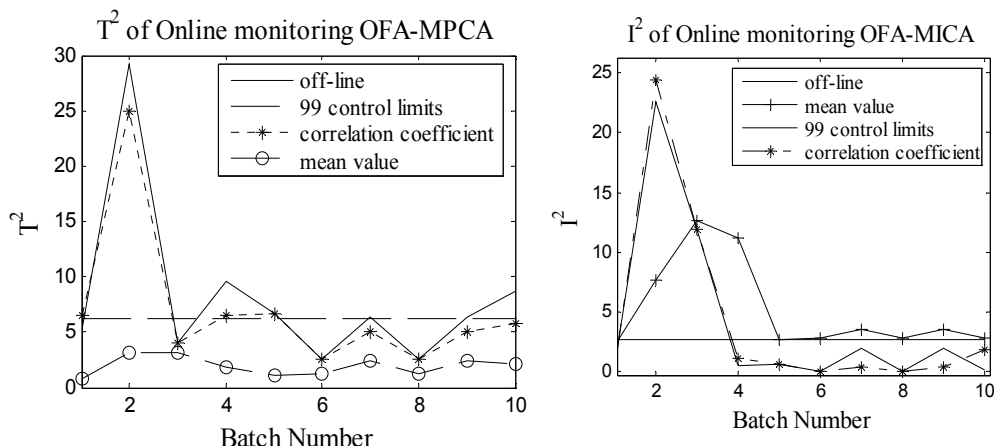 T² of Online monitoring OFA-MPCA
off-line
99 control limits
correlation coefficient
mean value
30
25
20
15
10
5
0
T²
2
4
6
8
10
Batch Number
I² of Online monitoring OFA-MICA
off-line
mean value
99 control limits
correlation coefficient
25
20
15
10
5
0
I²
2
4
6
8
10
Batch Number